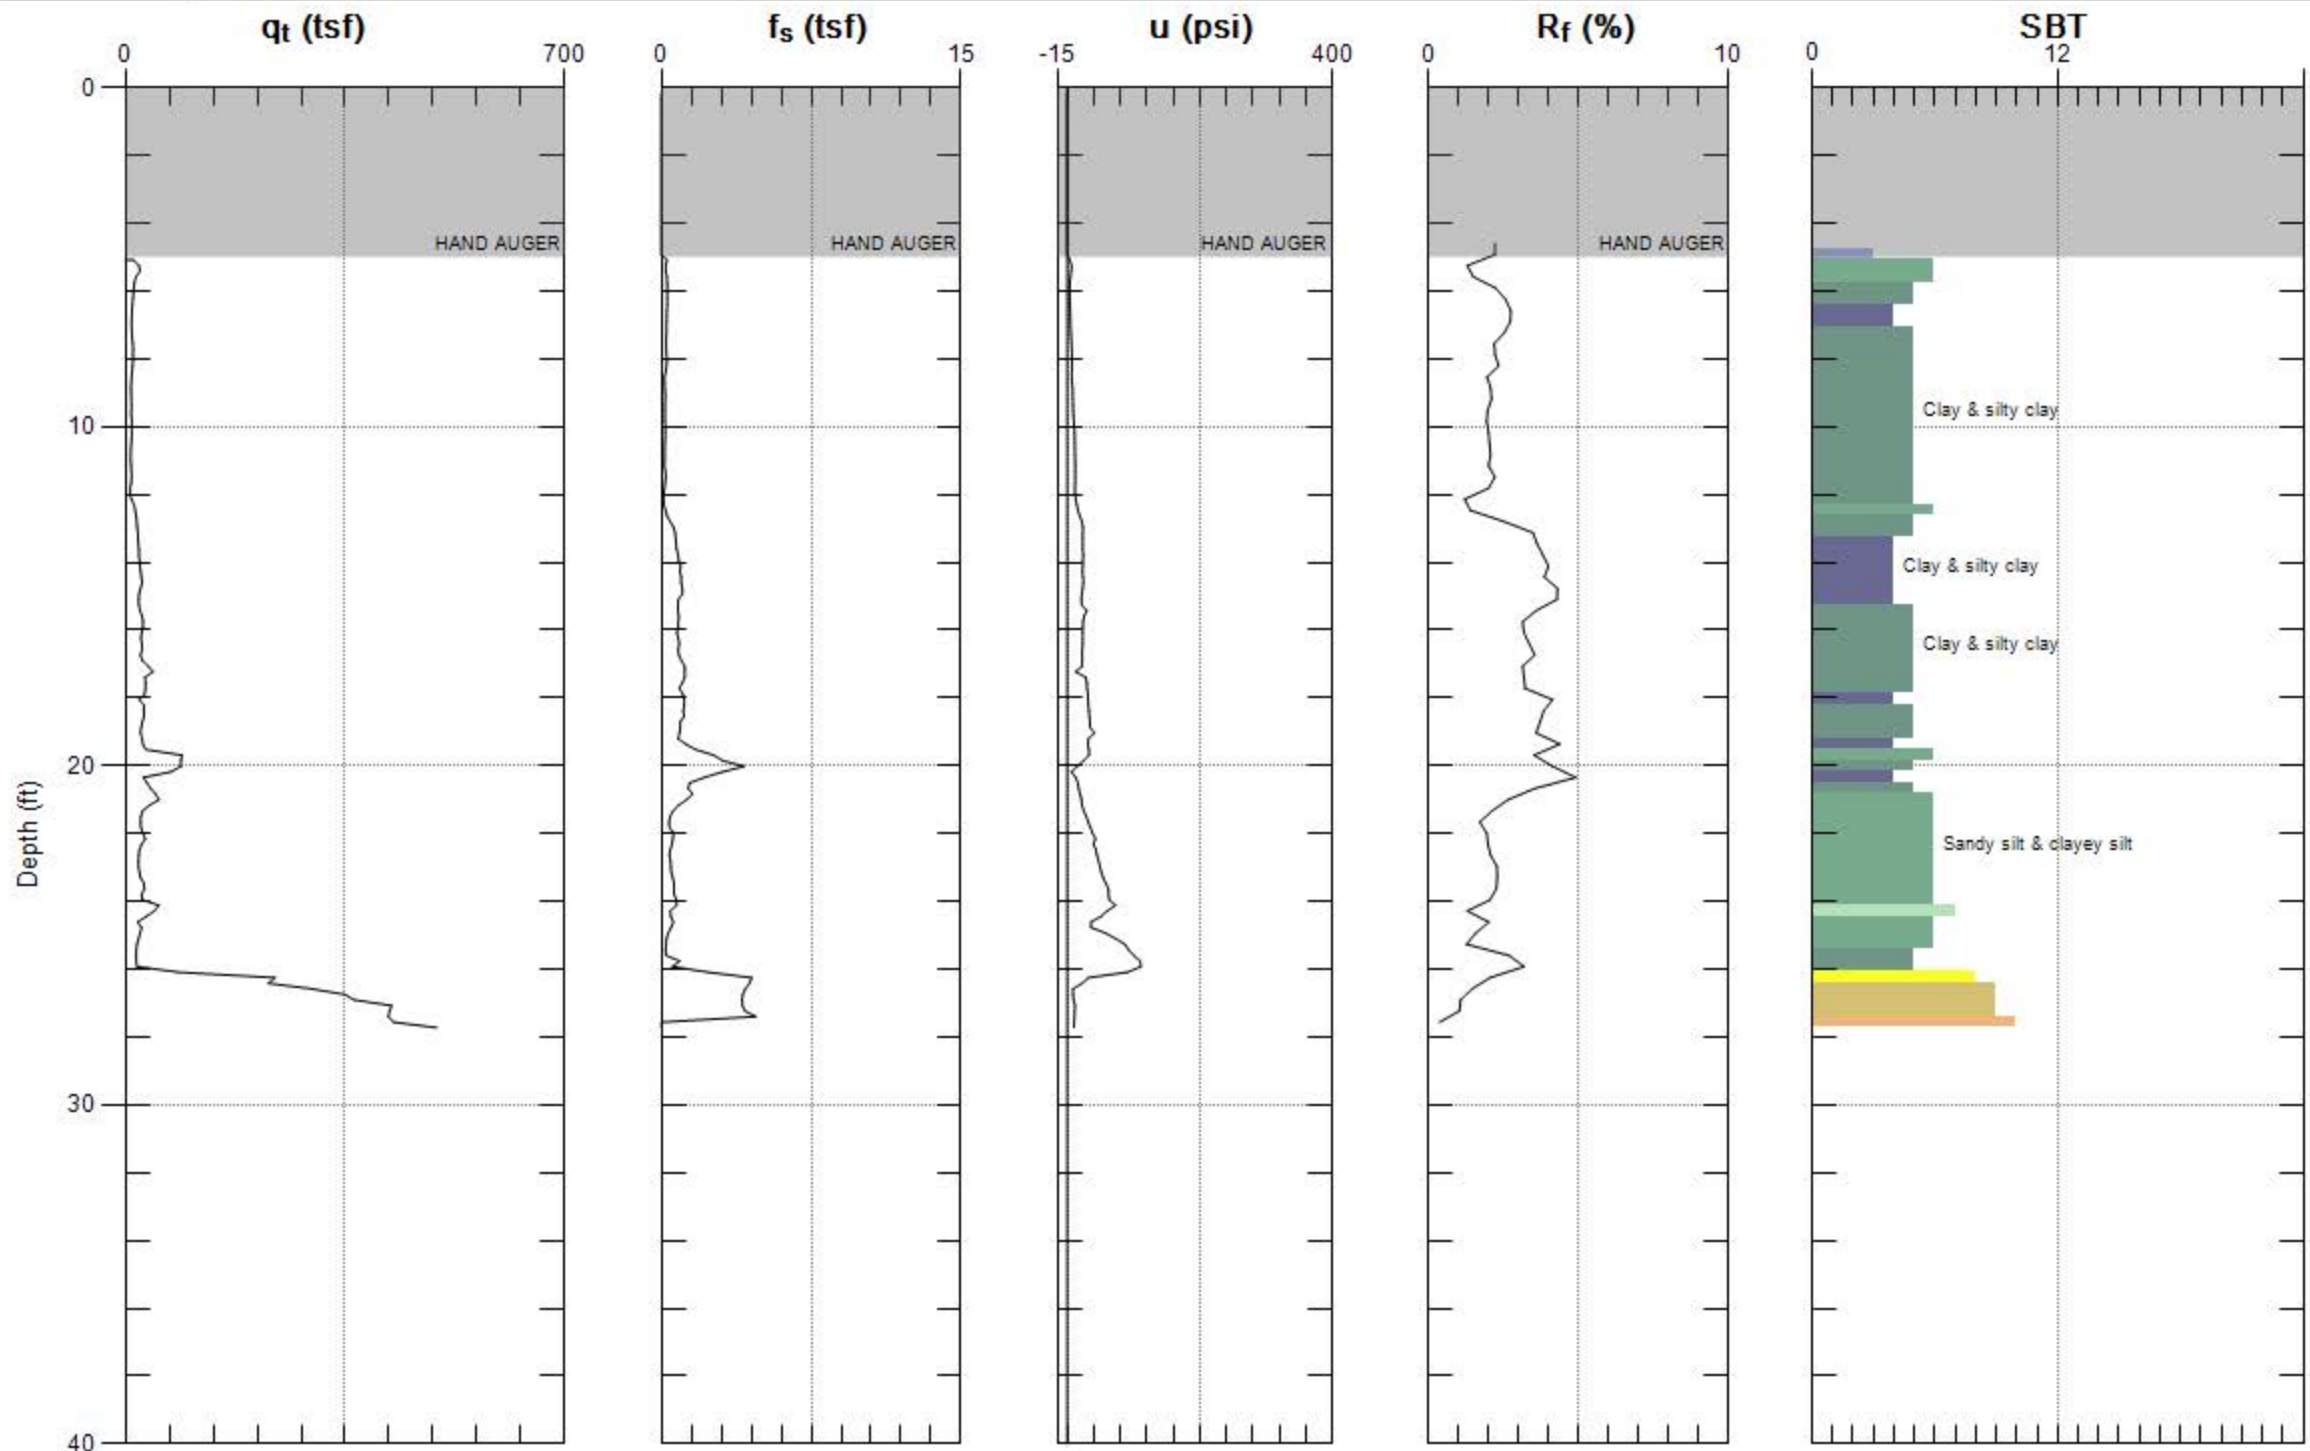 qt (tsf) fs (tsf) u (psi) Rf (%) SBT
0 700 0 15 -15 400 0 10 0 12
0
HAND AUGER HAND AUGER HAND AUGER HAND AUGER
Clay & silty clay
10
Clay & silty clay
Clay & silty clay
20
Depth (ft)
Sandy silt & clayey silt
30
40